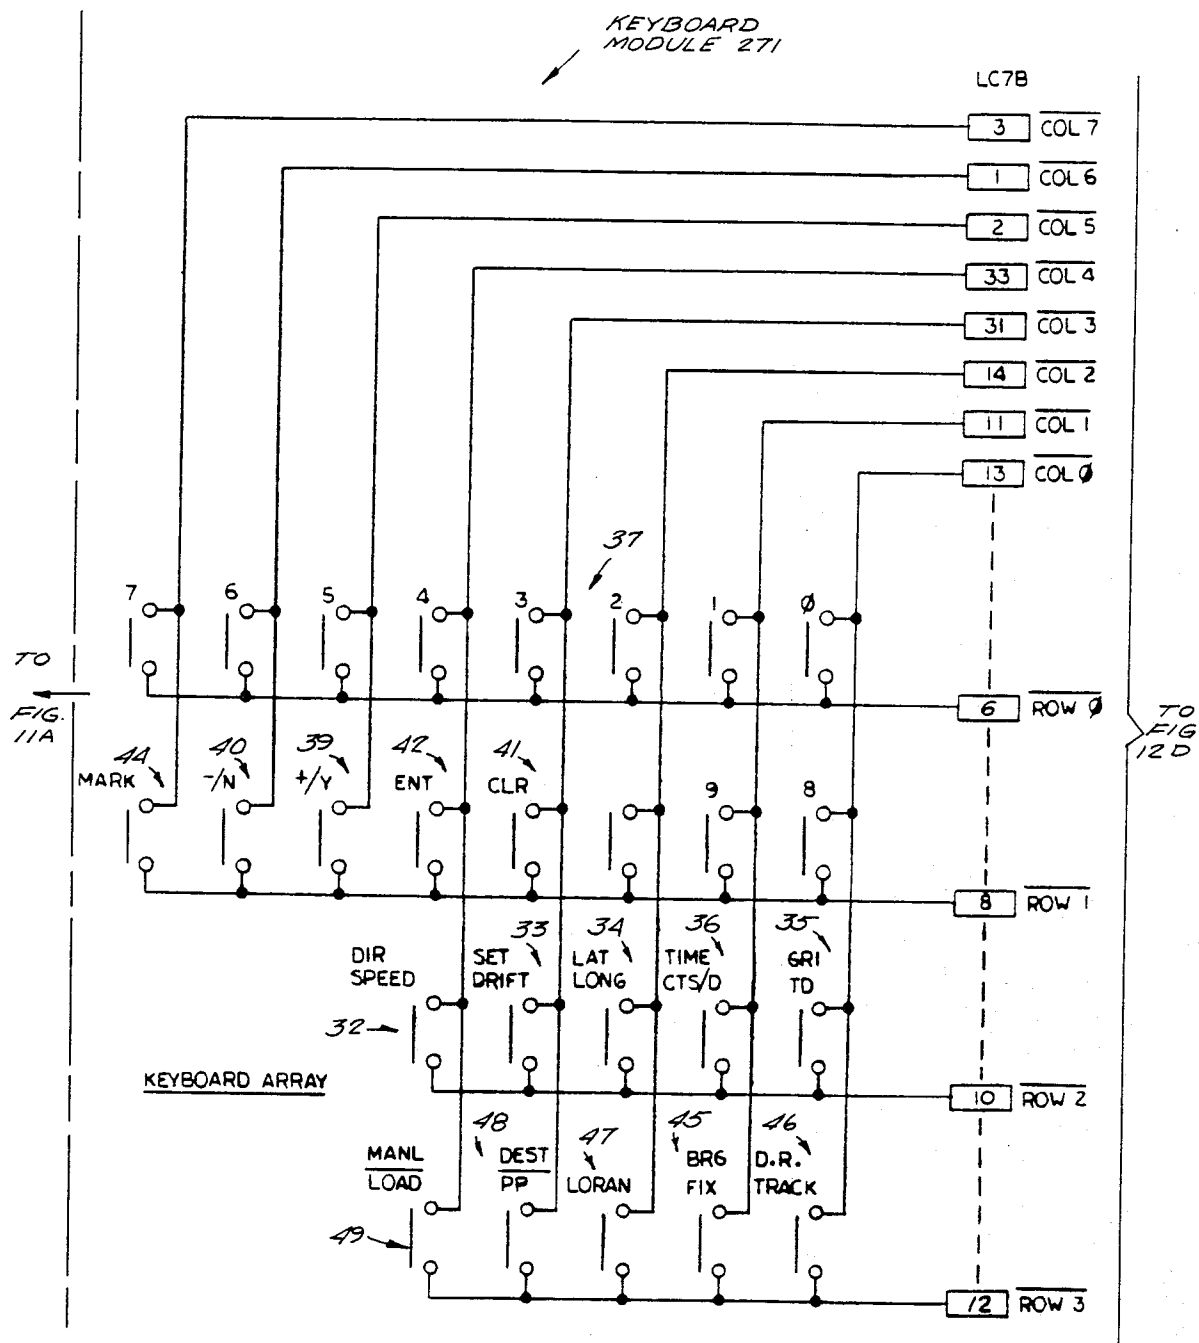 KEYBOARD
MODULE 271
LC7B
3 COL 7
1 COL 6
2 COL 5
33 COL 4
31 COL 3
14 COL 2
11 COL 1
13 COL Ø
37
7 6 5 4 3 2 1 Ø
TO
FIG.
11A
6 ROW Ø
TO
FIG
12D
44 40 39 42 41
MARK -/N +/Y ENT CLR 9 8
8 ROW 1
33 34 36 35
DIR SET LAT TIME GRI
SPEED DRIFT LONG CTS/D TD
32
KEYBOARD ARRAY
10 ROW 2
48 47 45 46
MANL DEST BRG D.R.
LOAD PP LORAN FIX TRACK
49
12 ROW 3